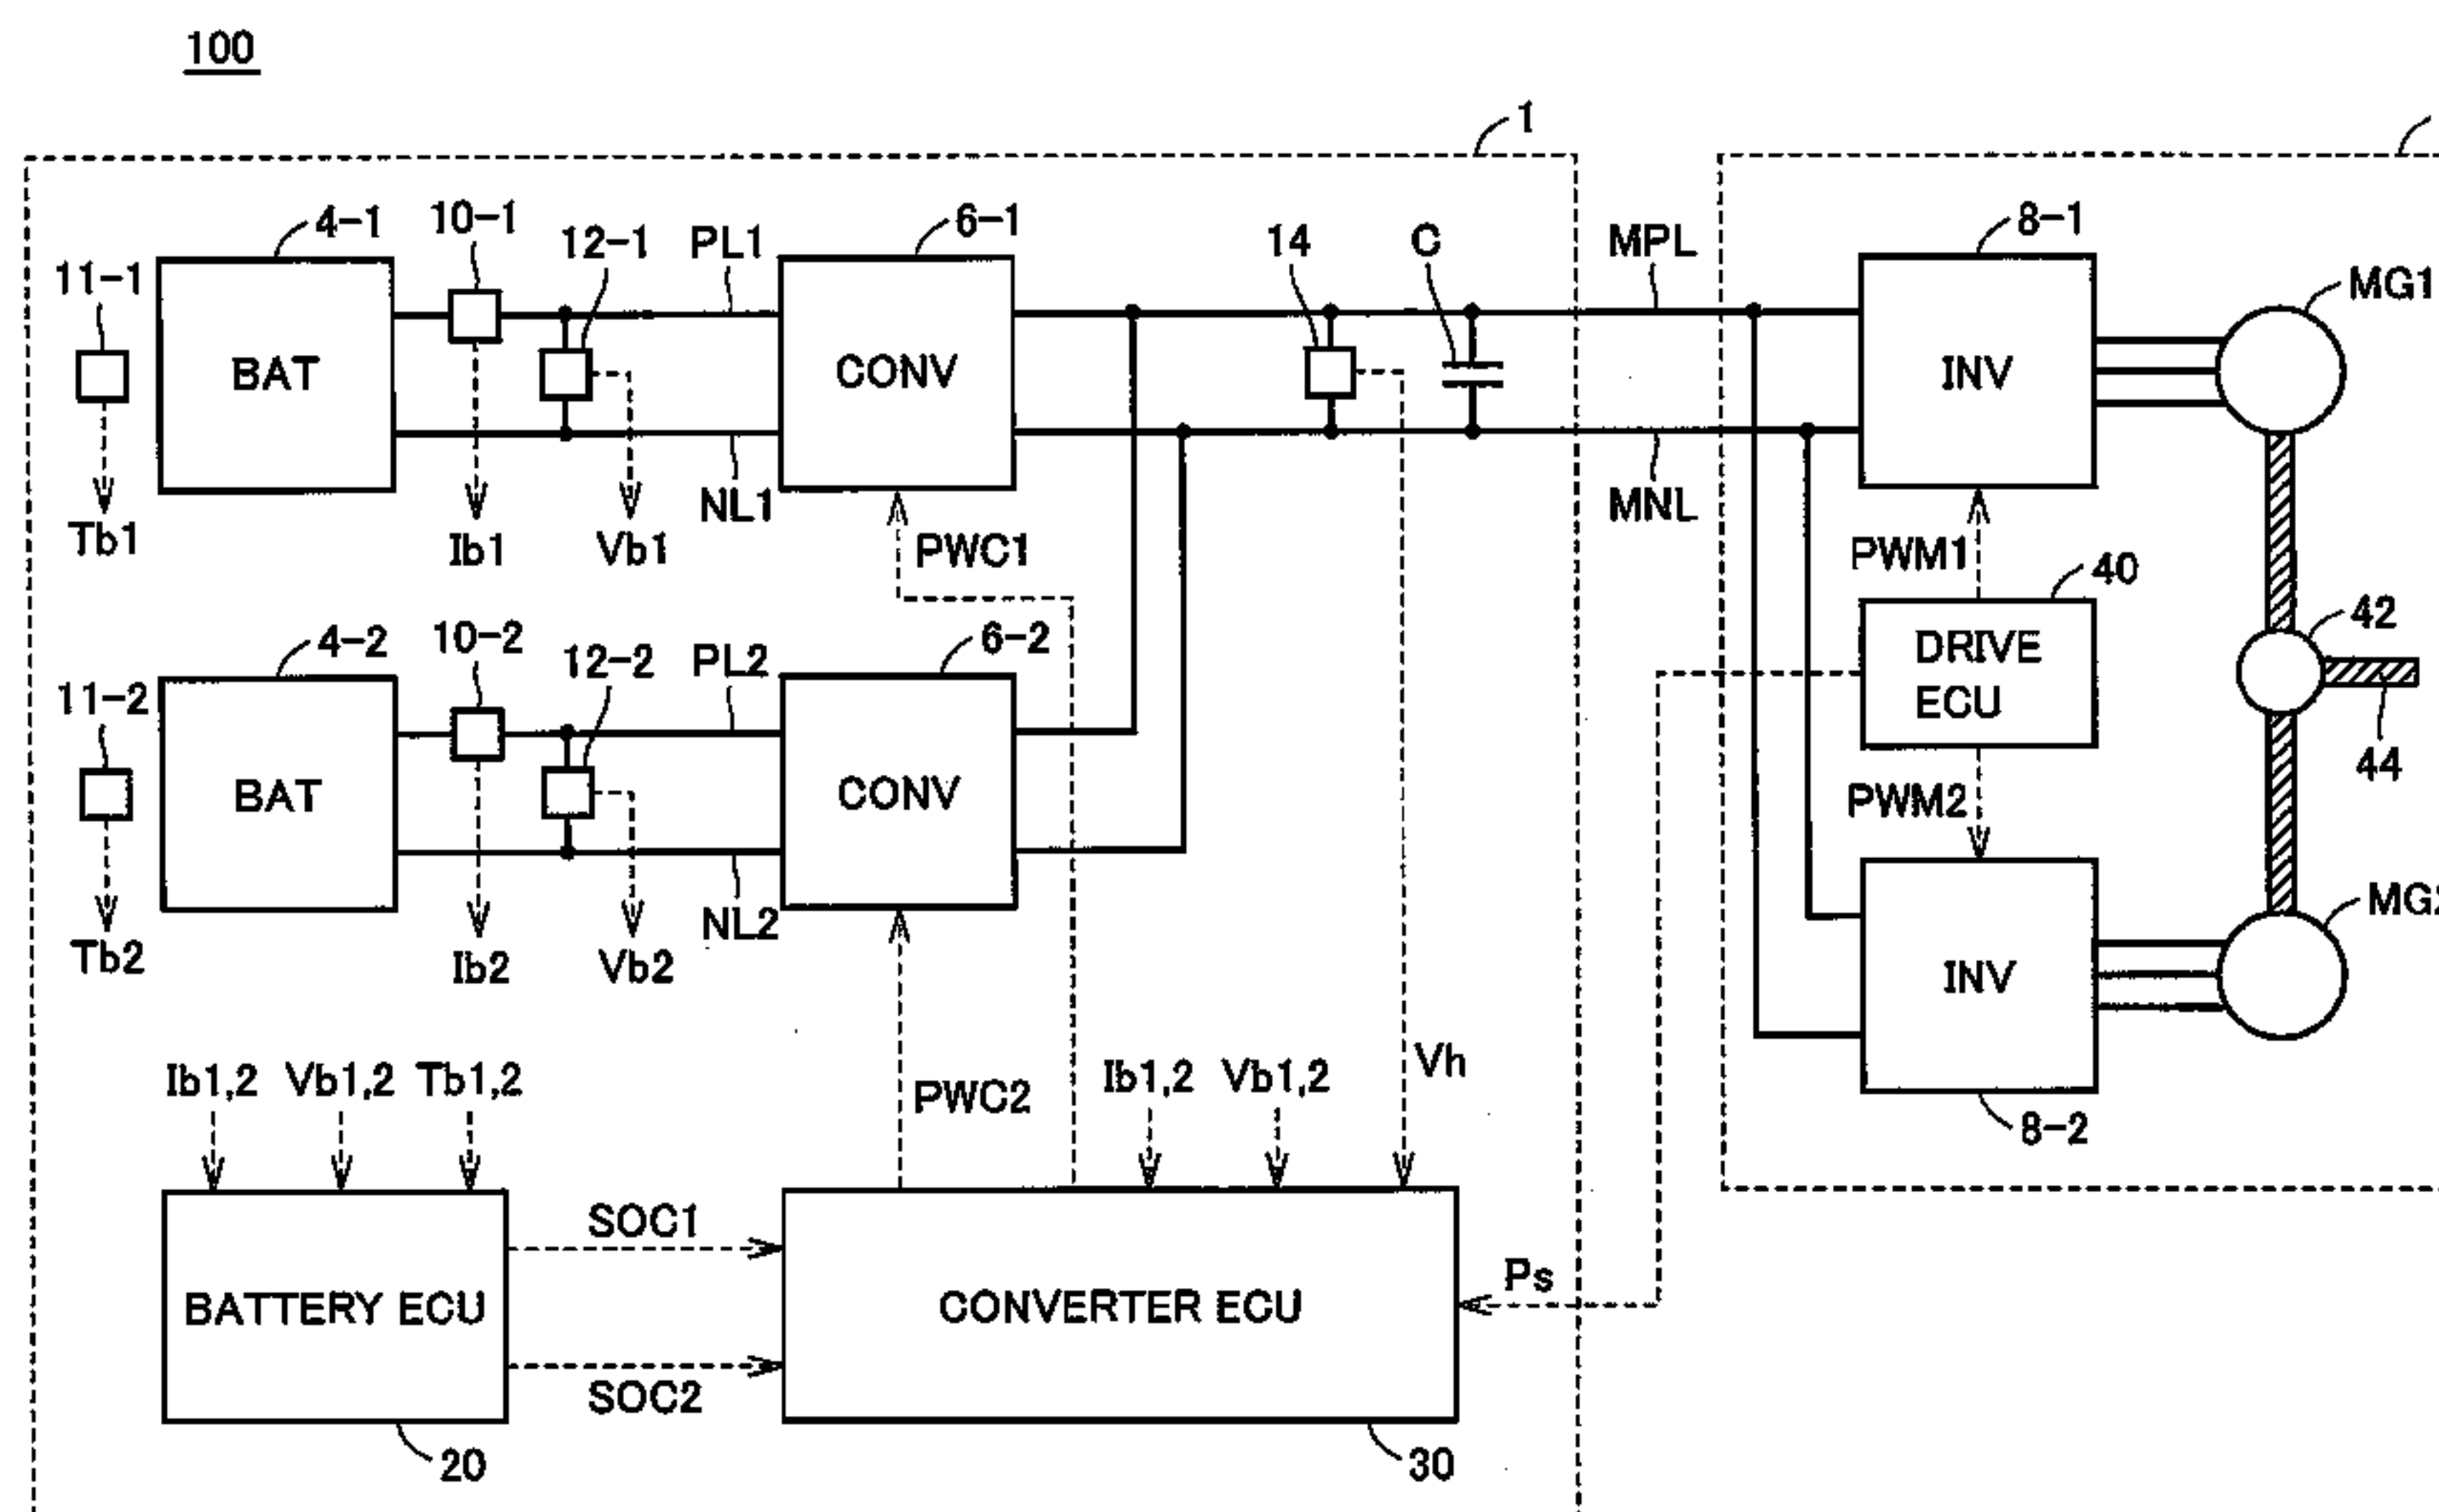 100
1
4-1
10-1
12-1
PL1
6-1
14
C
MPL
8-1
MG1
11-1
BAT
CONV
INV
Tb1
Ib1
Vb1
NL1
PWC1
MNL
PWM1
40
4-2
10-2
12-2
PL2
6-2
DRIVE
ECU
42
44
11-2
BAT
CONV
PWM2
Tb2
Ib2
Vb2
NL2
INV
MG2
8-2
Ib1,2
Vb1,2
Tb1,2
PWC2
Ib1,2
Vb1,2
Vh
SOC1
BATTERY ECU
CONVERTER ECU
Ps
SOC2
20
30